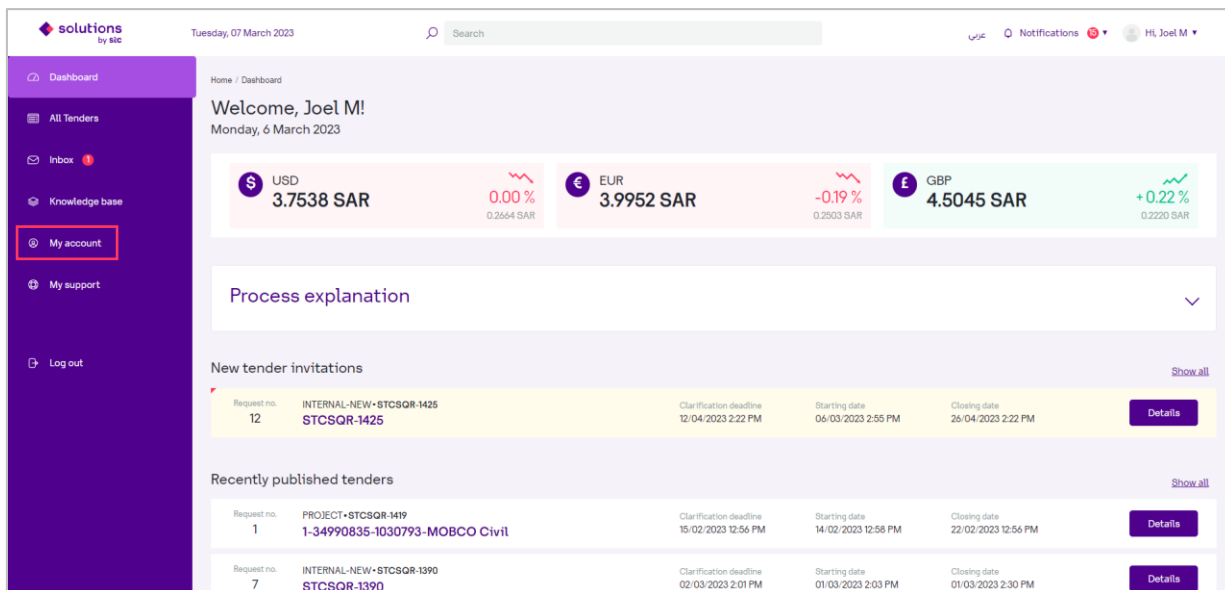 solutions
by stc
Tuesday, 07 March 2023
Search
عربي
Notifications 15
Hi, Joel M
Dashboard
All Tenders
Inbox 1
Knowledge base
My account
My support
Log out
Home / Dashboard
Welcome, Joel M!
Monday, 6 March 2023
$ USD
3.7538 SAR
0.00 %
0.2664 SAR
€ EUR
3.9952 SAR
-0.19 %
0.2503 SAR
£ GBP
4.5045 SAR
+0.22 %
0.2220 SAR
Process explanation
New tender invitations
Show all
Request no.
12
INTERNAL-NEW•STCSQR-1425
STCSQR-1425
Clarification deadline
12/04/2023 2:22 PM
Starting date
06/03/2023 2:55 PM
Closing date
26/04/2023 2:22 PM
Details
Recently published tenders
Show all
Request no.
1
PROJECT•STCSQR-1419
1-34990835-1030793-MOBCO Civil
Clarification deadline
15/02/2023 12:56 PM
Starting date
14/02/2023 12:58 PM
Closing date
22/02/2023 12:56 PM
Details
Request no.
7
INTERNAL-NEW•STCSQR-1390
STCSQR-1390
Clarification deadline
02/03/2023 2:01 PM
Starting date
01/03/2023 2:03 PM
Closing date
01/03/2023 2:30 PM
Details